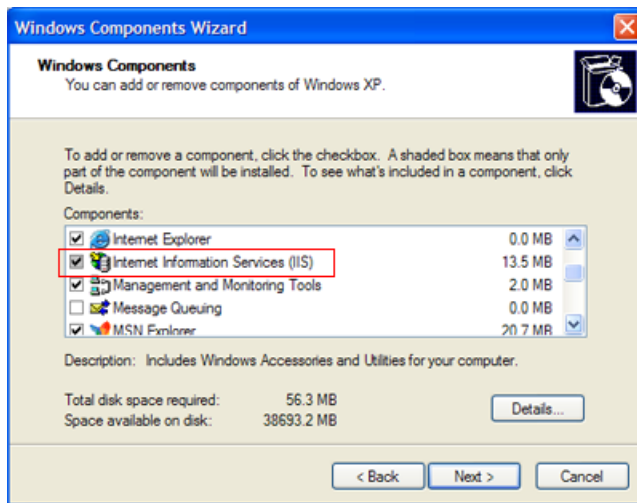 Windows Components Wizard
Windows Components
You can add or remove components of Windows XP.
To add or remove a component, click the checkbox. A shaded box means that only
part of the component will be installed. To see what's included in a component, click
Details.
Components:
Internet Explorer 0.0 MB
Internet Information Services (IIS) 13.5 MB
Management and Monitoring Tools 2.0 MB
Message Queuing 0.0 MB
MSN Explorer 20.7 MB
Description: Includes Windows Accessories and Utilities for your computer.
Total disk space required: 56.3 MB
Space available on disk: 38693.2 MB
Details...
< Back Next > Cancel